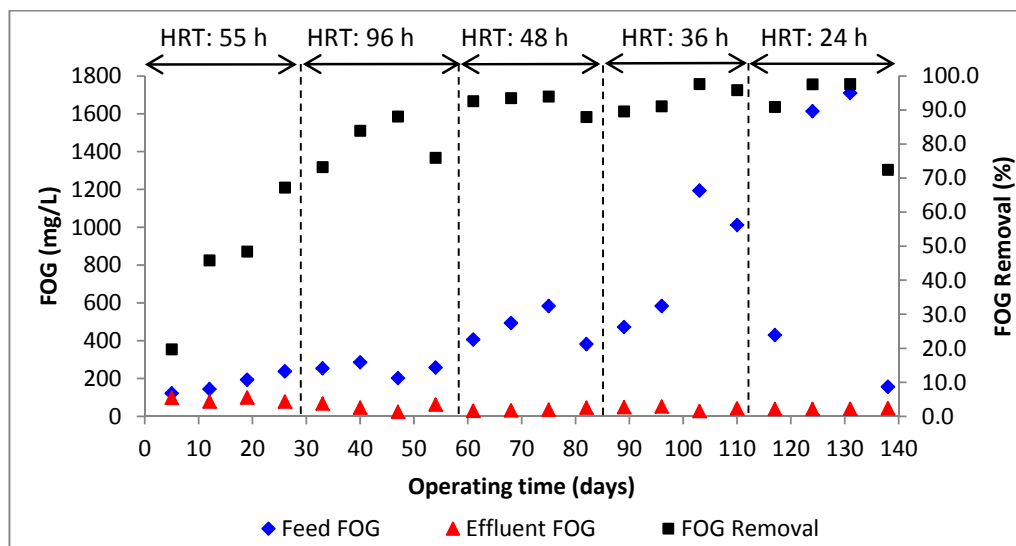 HRT: 55 h HRT: 96 h HRT: 48 h HRT: 36 h HRT: 24 h
1800 100.0
1600 90.0
1400 80.0
1200 70.0
1000 60.0
800 50.0
600 40.0
400 30.0
200 20.0
0 10.0
0.0
FOG (mg/L)
FOG Removal (%)
0 10 20 30 40 50 60 70 80 90 100 110 120 130 140
Operating time (days)
Feed FOG Effluent FOG FOG Removal